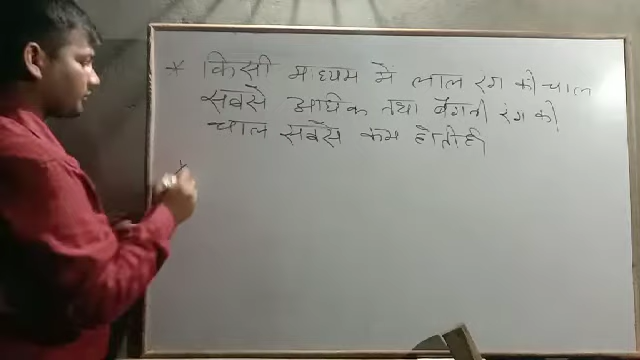 * किसी माध्यम में लाल रंग की चाल
सबसे अधिक तथा बैंगनी रंग की
चाल सबसे कम होती है।
*